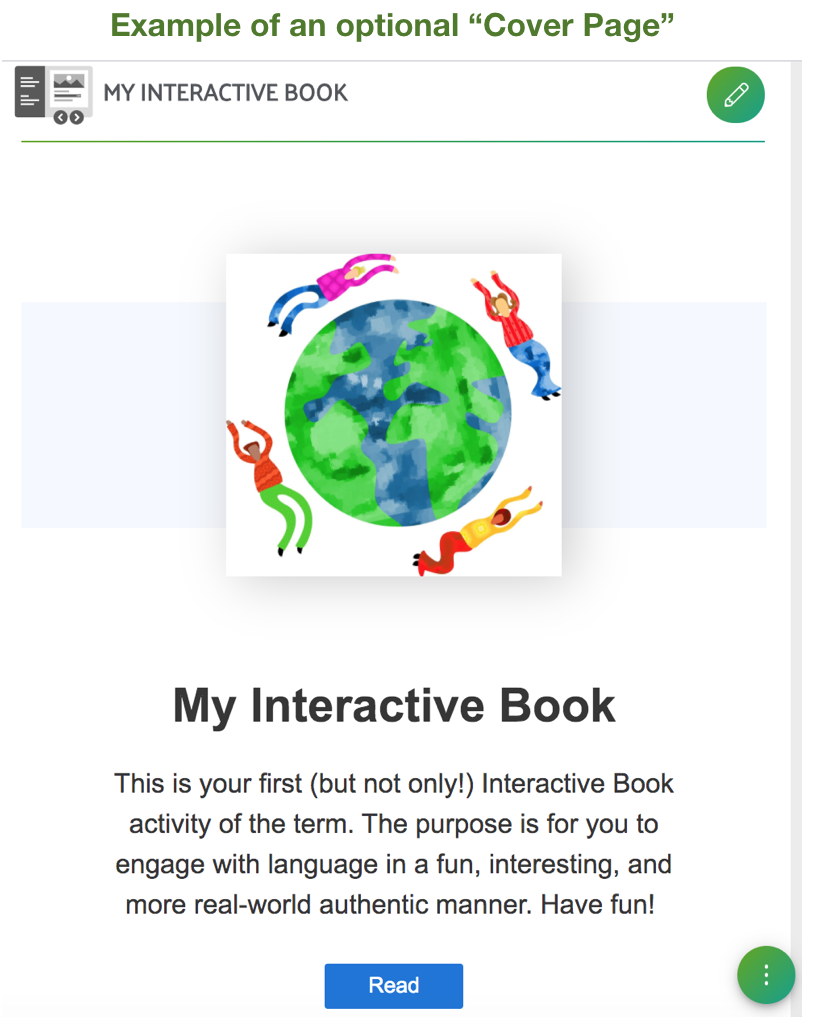 Example of an optional “Cover Page”
MY INTERACTIVE BOOK
My Interactive Book
This is your first (but not only!) Interactive Book
activity of the term. The purpose is for you to
engage with language in a fun, interesting, and
more real-world authentic manner. Have fun!
Read